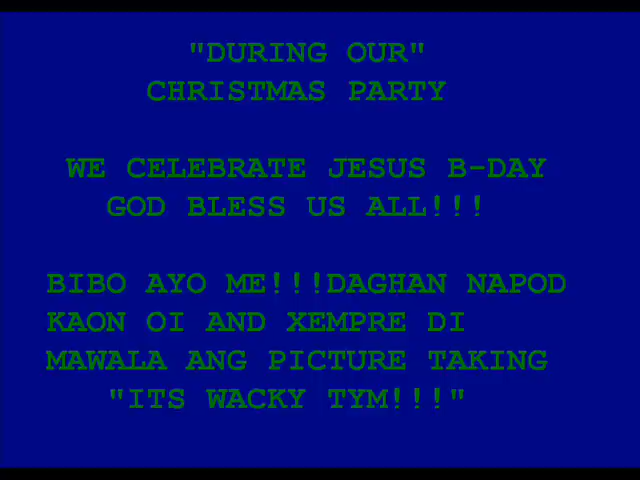 "DURING OUR"
CHRISTMAS PARTY
WE CELEBRATE JESUS B-DAY
GOD BLESS US ALL!!!
BIBO AYO ME!!!DAGHAN NAPOD
KAON OI AND XEMPRE DI
MAWALA ANG PICTURE TAKING
"ITS WACKY TYM!!!"